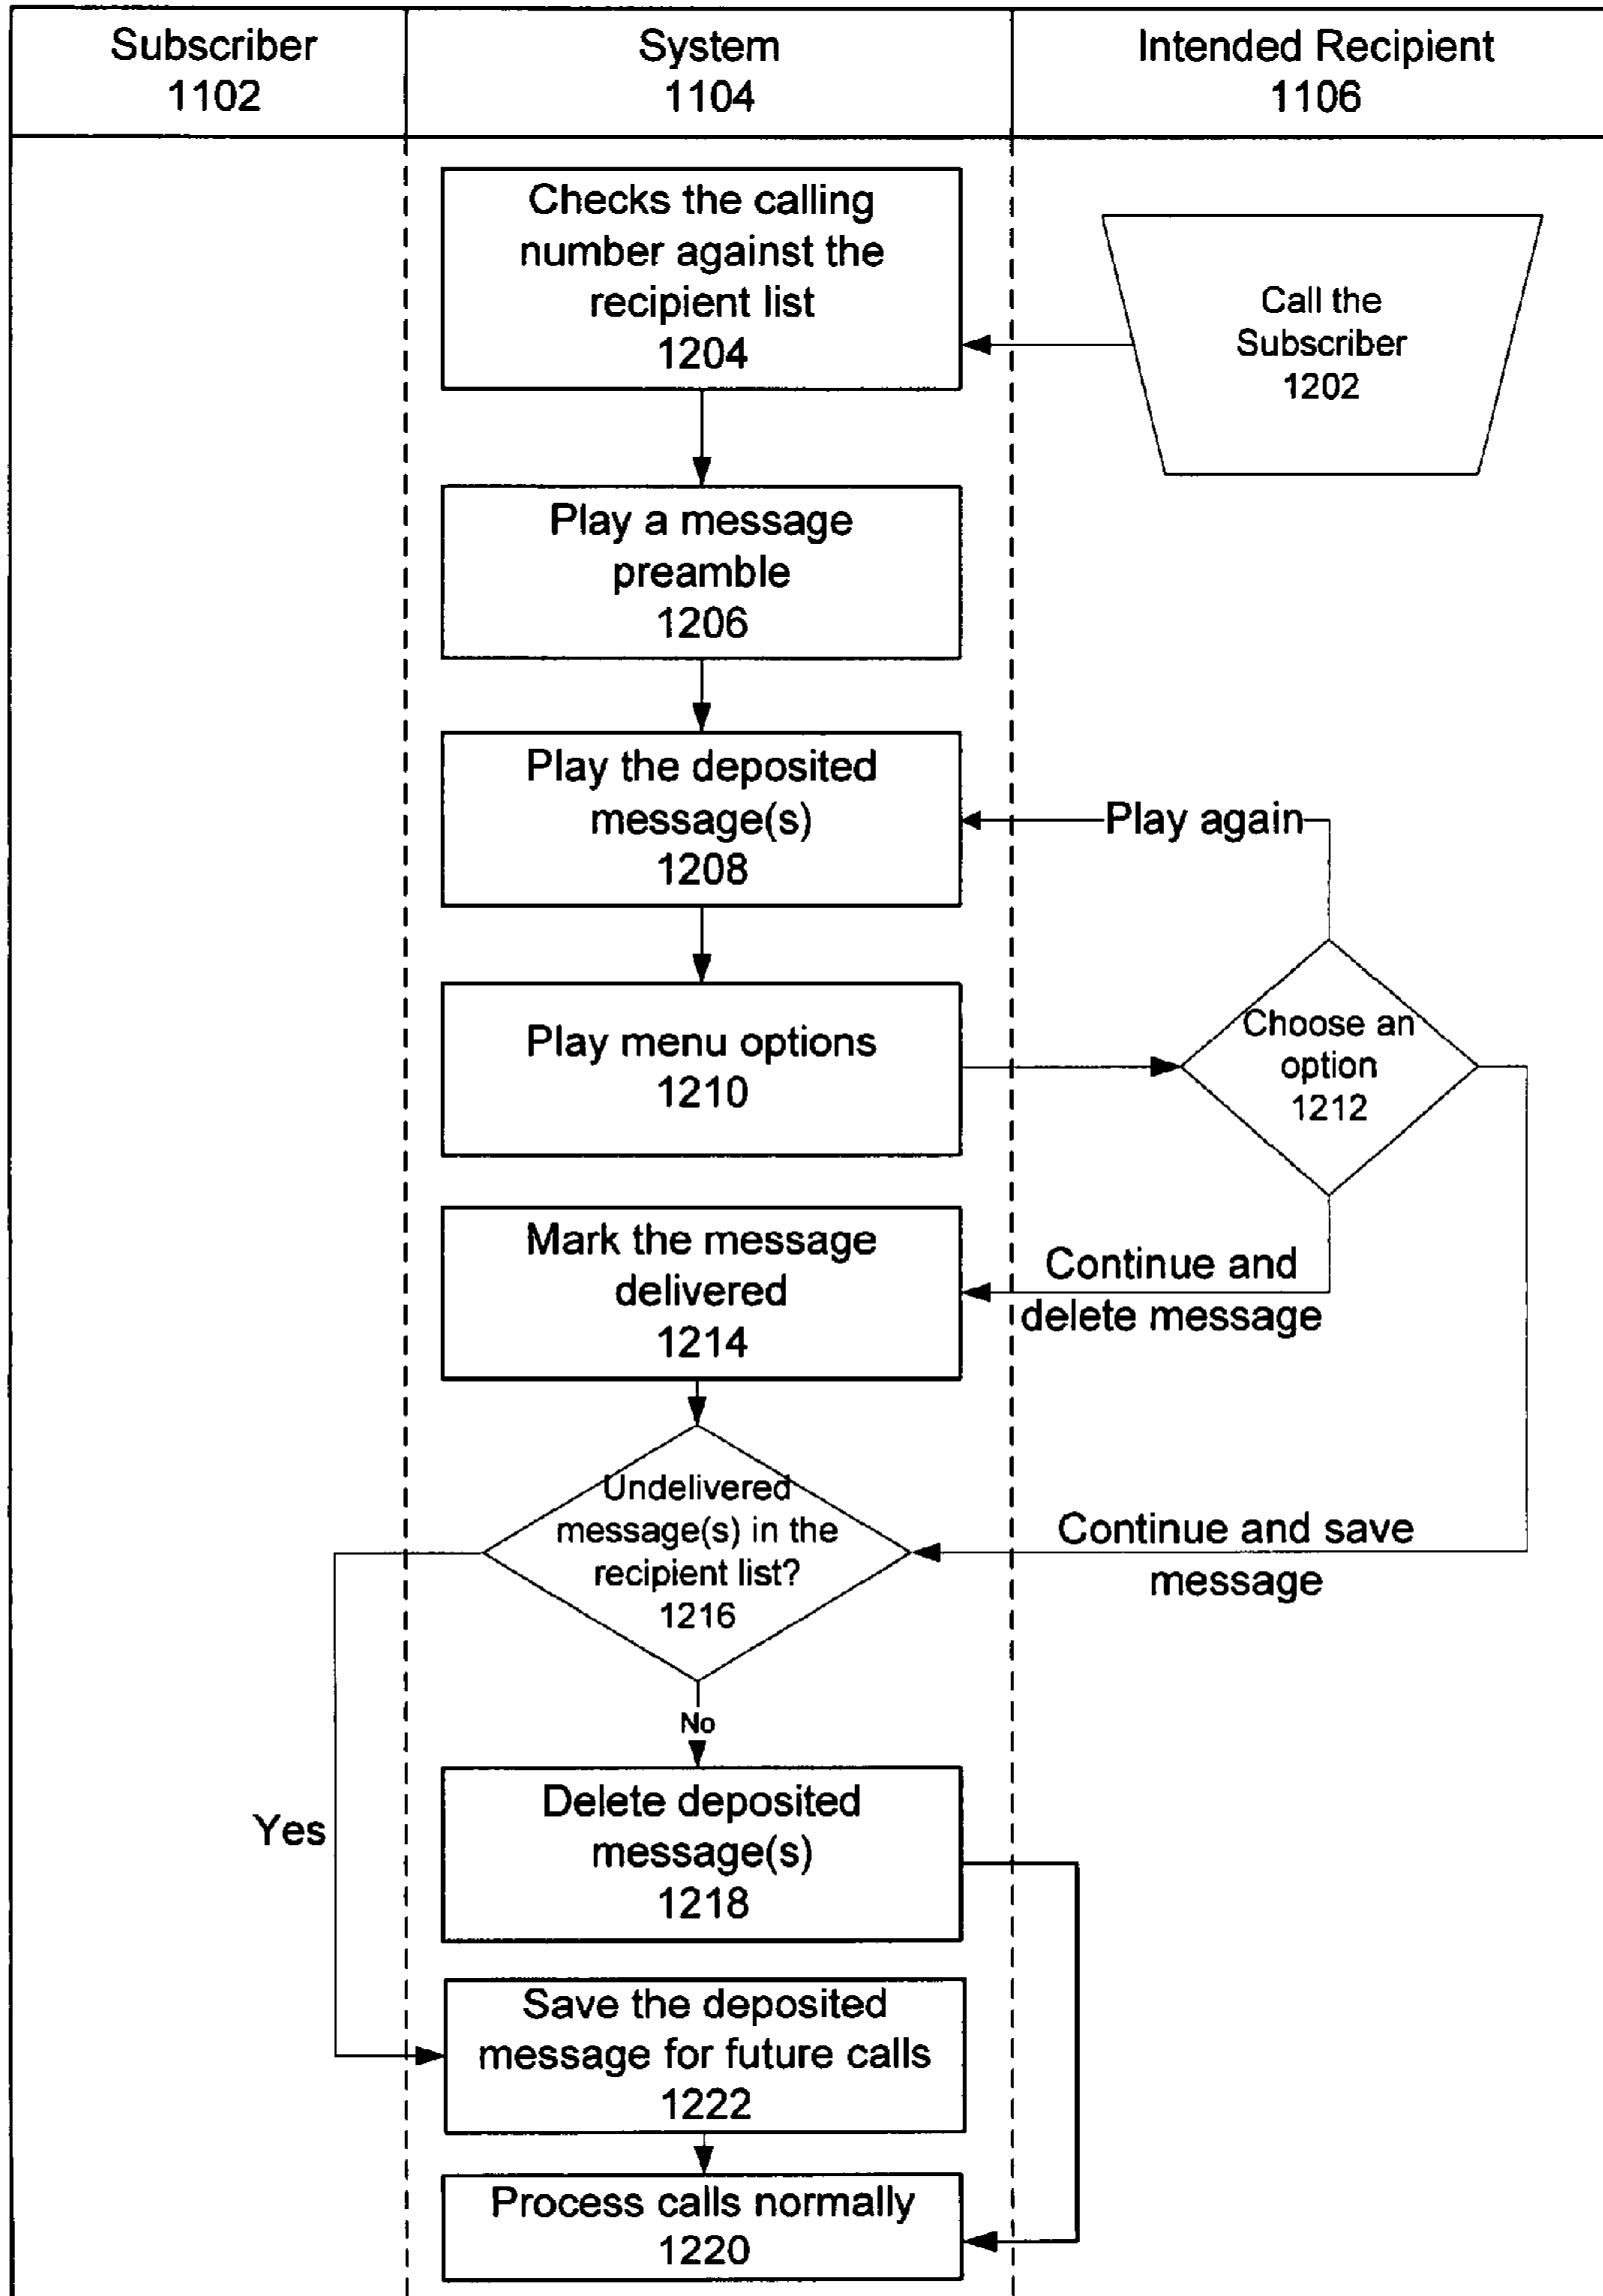 Subscriber
1102
System
1104
Intended Recipient
1106
Checks the calling
number against the
recipient list
1204
Call the
Subscriber
1202
Play a message
preamble
1206
Play the deposited
message(s)
1208
Play again
Play menu options
1210
Choose an
option
1212
Mark the message
delivered
1214
Continue and
delete message
Undelivered
message(s) in the
recipient list?
1216
Continue and save
message
No
Yes
Delete deposited
message(s)
1218
Save the deposited
message for future calls
1222
Process calls normally
1220